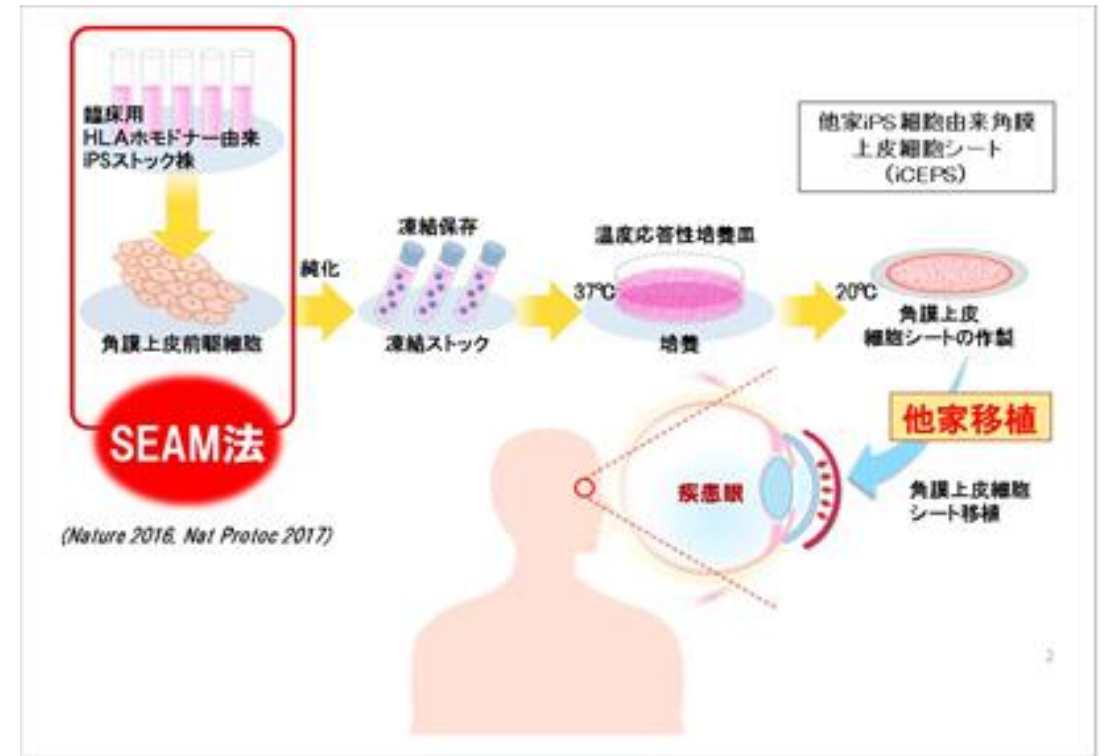 臨床用
HLAホモドナー由来
iPSストック株
角膜上皮前駆細胞
SEAM法
(Nature 2016, Nat Protoc 2017)
純化
凍結保存
凍結ストック
温度応答性培養皿
37℃
培養
他家iPS細胞由来角膜
上皮細胞シート
(iCEPS)
20℃
角膜上皮
細胞シートの作製
他家移植
疾患眼
角膜上皮細胞
シート移植
2